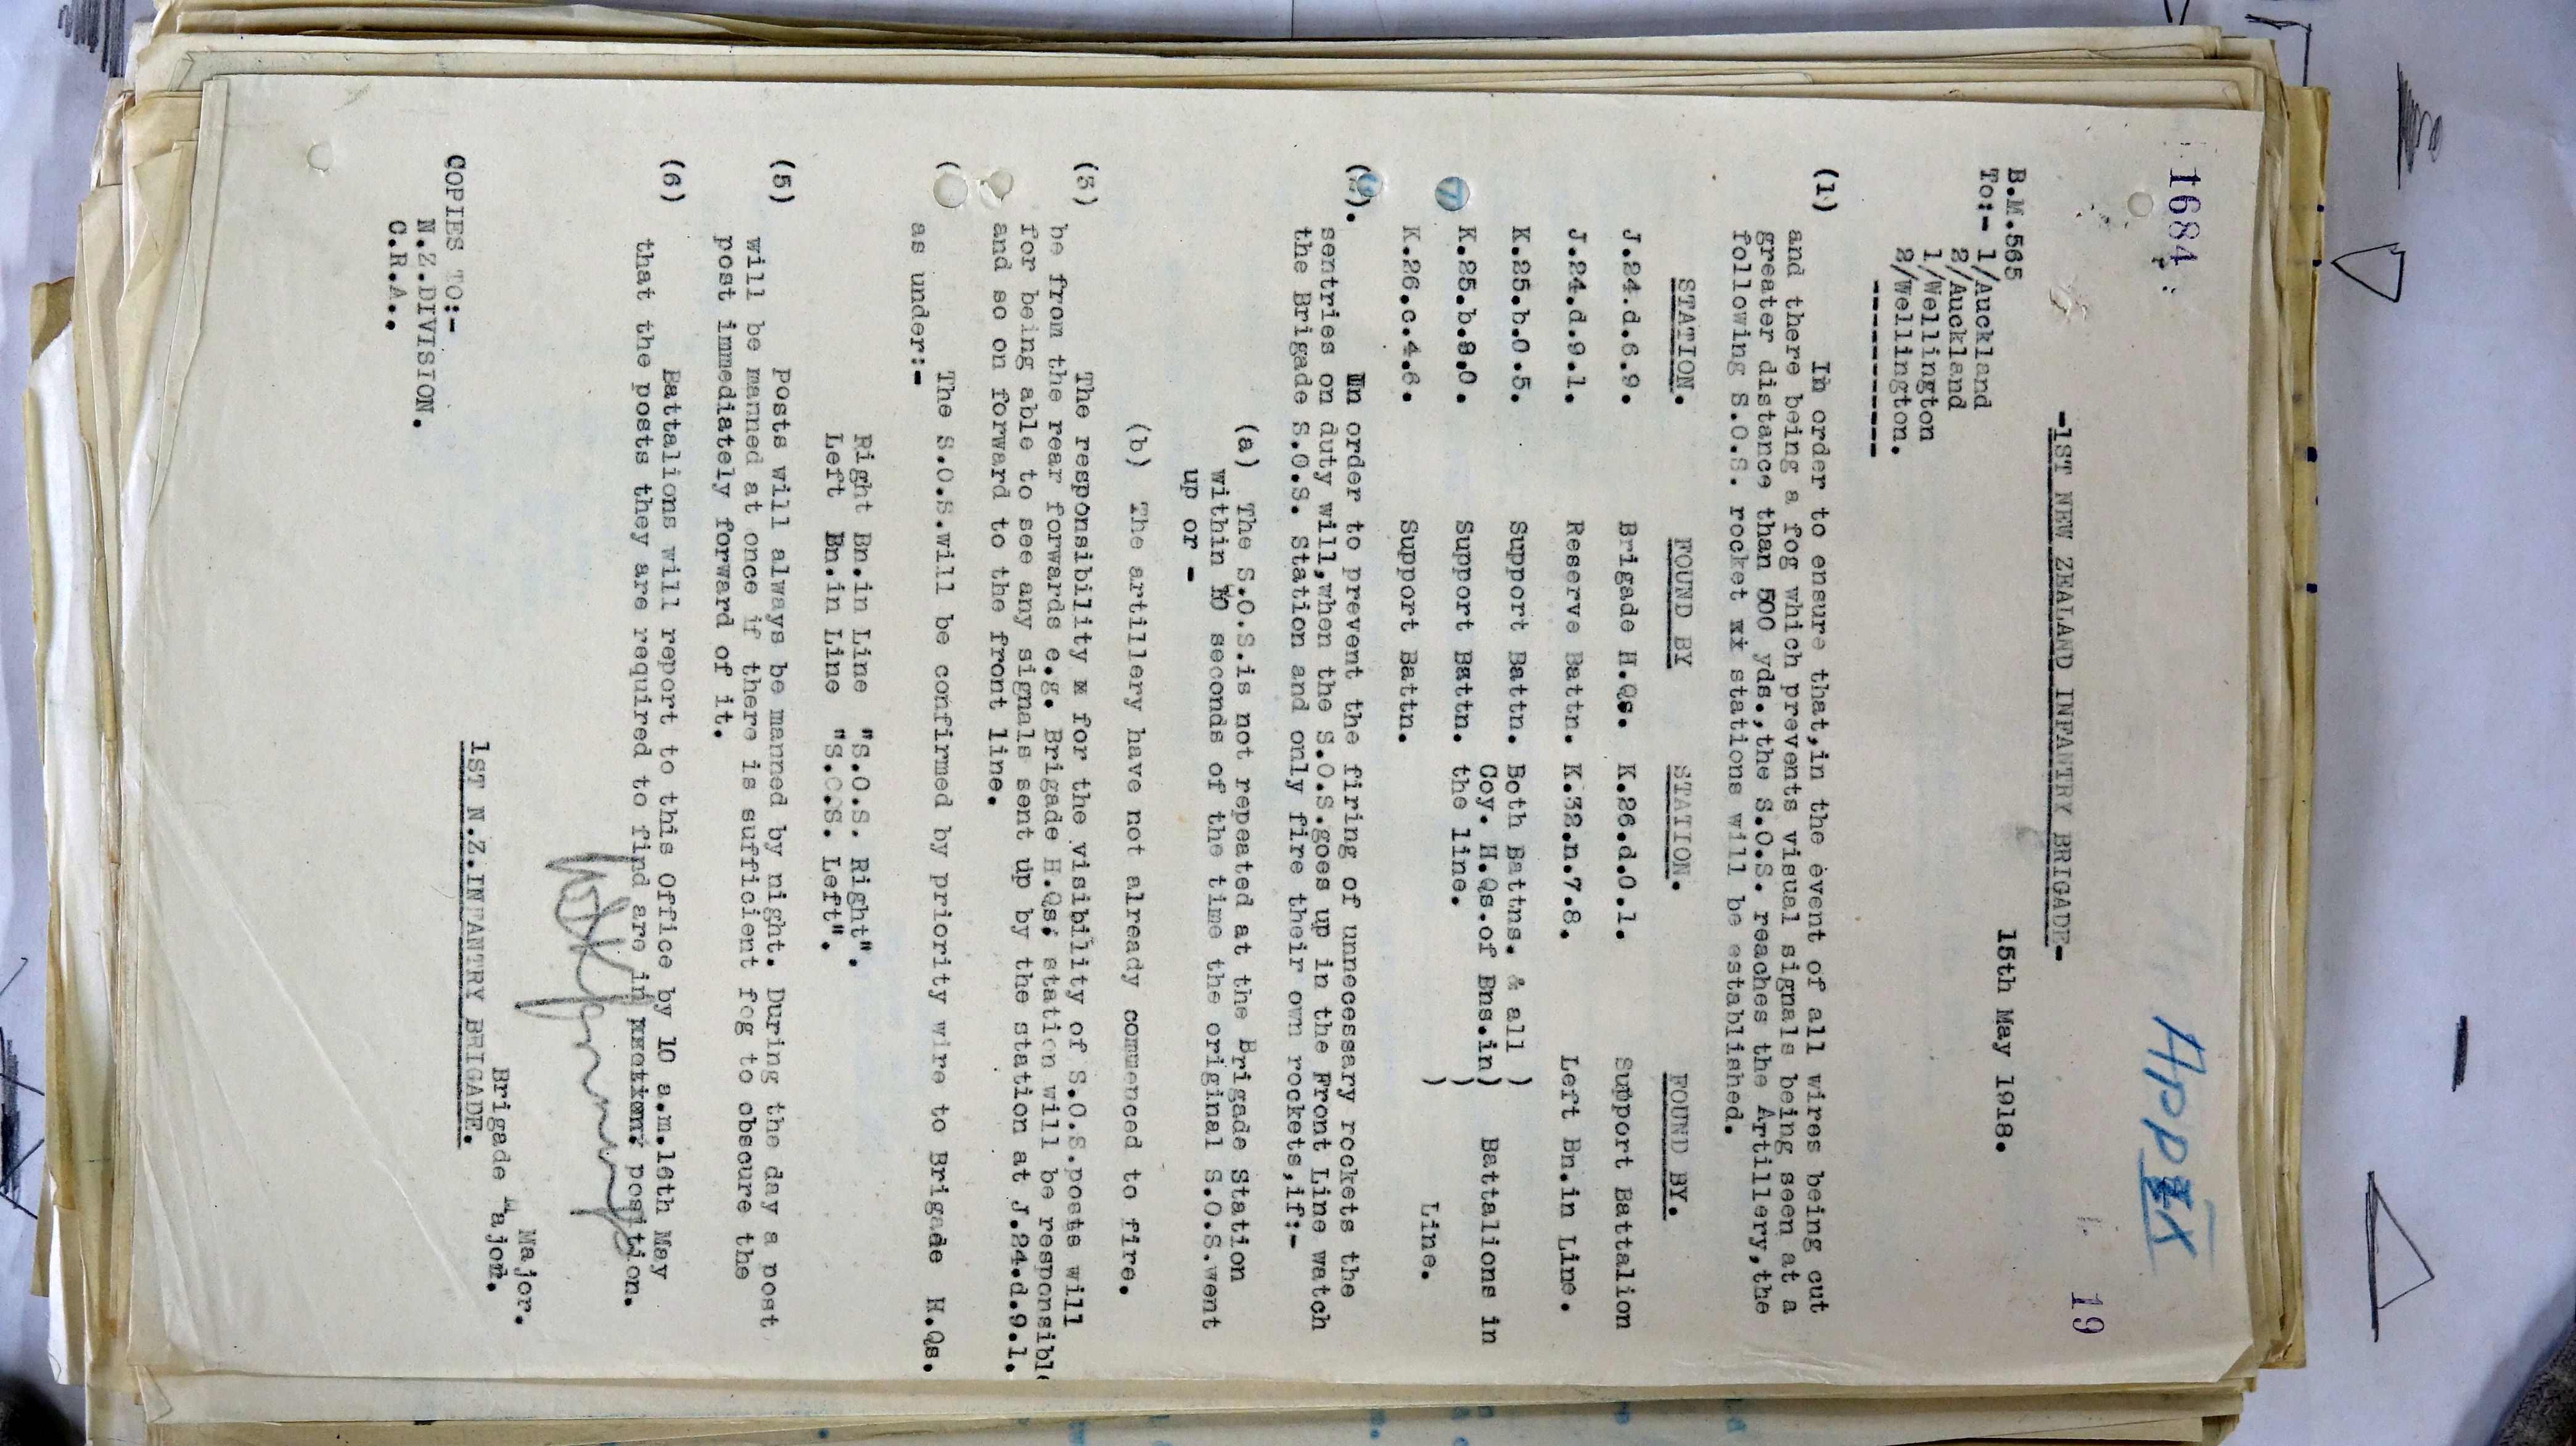 1684
App IX
19
-1ST NEW ZEALAND INFANTRY BRIGADE-
B.M.565 15th May 1918.
To:- 1/Auckland
2/Auckland
1/Wellington
2/Wellington.
----------
(1) In order to ensure that,in the event of all wires being cut
and there being a fog which prevents visual signals being seen at a
greater distance than 500 yds.,the S.O.S. reaches the Artillery,the
following S.O.S. rocket xx stations will be established.
STATION. FOUND BY STATION. FOUND BY.
J.24.d.6.9. Brigade H.Qs. K.26.d.0.1. Support Battalion
J.24.d.9.1. Reserve Battn. K.32.n.7.8. Left Bn.in Line.
K.25.b.0.5. Support Battn. Both Battns. & all )
Coy. H.Qs.of Bns.in) Battalions in
K.25.b.9.0. Support Battn. the line. )
K.26.c.4.6. Support Battn. ) Line.
(2). In order to prevent the firing of unnecessary rockets the
sentries on duty will,when the S.O.S.goes up in the Front Line watch
the Brigade S.O.S. Station and only fire their own rockets,if:-
(a) The S.O.S.is not repeated at the Brigade Station
within 10 seconds of the time the original S.O.S.went
up or -
(b) The artillery have not already commenced to fire.
(3) The responsibility x for the visibility of S.O.S.posts will
be from the rear forwards e.g. Brigade H.Qs. station will be responsible
for being able to see any signals sent up by the station at J.24.d.9.1.
and so on forward to the front line.
( The S.O.S.will be confirmed by priority wire to Brigade H.Qs.
as under:-
Right Bn.in Line "S.O.S. Right".
Left Bn.in Line "S.O.S. Left".
(5) Posts will always be manned by night. During the day a post
will be manned at once if there is sufficient fog to obscure the
post immediately forward of it.
(6) Battalions will report to this Office by 10 a.m.16th May
that the posts they are required to find are in position.
Major.
Brigade Major.
1ST N.Z.INFANTRY BRIGADE.
COPIES TO:-
N.Z.DIVISION.
C.R.A..